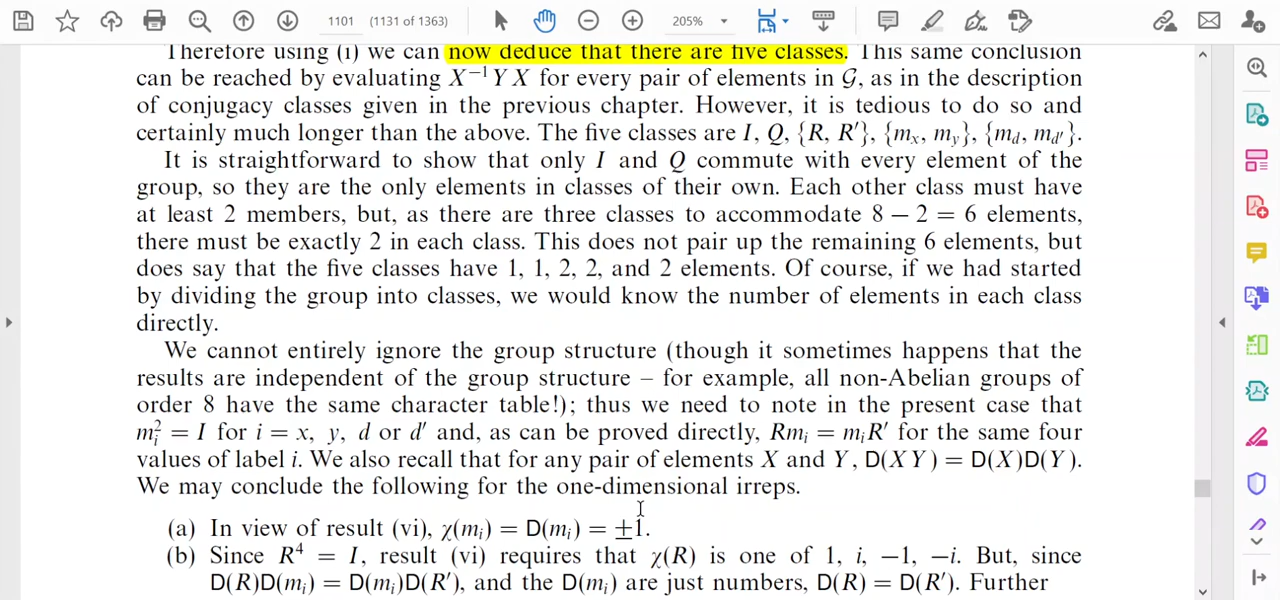 1101 (1131 of 1363) 205%
Therefore using (i) we can now deduce that there are five classes. This same conclusion
can be reached by evaluating X⁻¹YX for every pair of elements in 𝒢, as in the description
of conjugacy classes given in the previous chapter. However, it is tedious to do so and
certainly much longer than the above. The five classes are I, Q, {R, R′}, {mₓ, m_y}, {m_d, m_d′}.
It is straightforward to show that only I and Q commute with every element of the
group, so they are the only elements in classes of their own. Each other class must have
at least 2 members, but, as there are three classes to accommodate 8 − 2 = 6 elements,
there must be exactly 2 in each class. This does not pair up the remaining 6 elements, but
does say that the five classes have 1, 1, 2, 2, and 2 elements. Of course, if we had started
by dividing the group into classes, we would know the number of elements in each class
directly.
We cannot entirely ignore the group structure (though it sometimes happens that the
results are independent of the group structure – for example, all non-Abelian groups of
order 8 have the same character table!); thus we need to note in the present case that
mᵢ² = I for i = x, y, d or d′ and, as can be proved directly, Rmᵢ = mᵢR′ for the same four
values of label i. We also recall that for any pair of elements X and Y, D(XY) = D(X)D(Y).
We may conclude the following for the one-dimensional irreps.
(a) In view of result (vi), χ(mᵢ) = D(mᵢ) = ±1.
(b) Since R⁴ = I, result (vi) requires that χ(R) is one of 1, i, −1, −i. But, since
D(R)D(mᵢ) = D(mᵢ)D(R′), and the D(mᵢ) are just numbers, D(R) = D(R′). Further